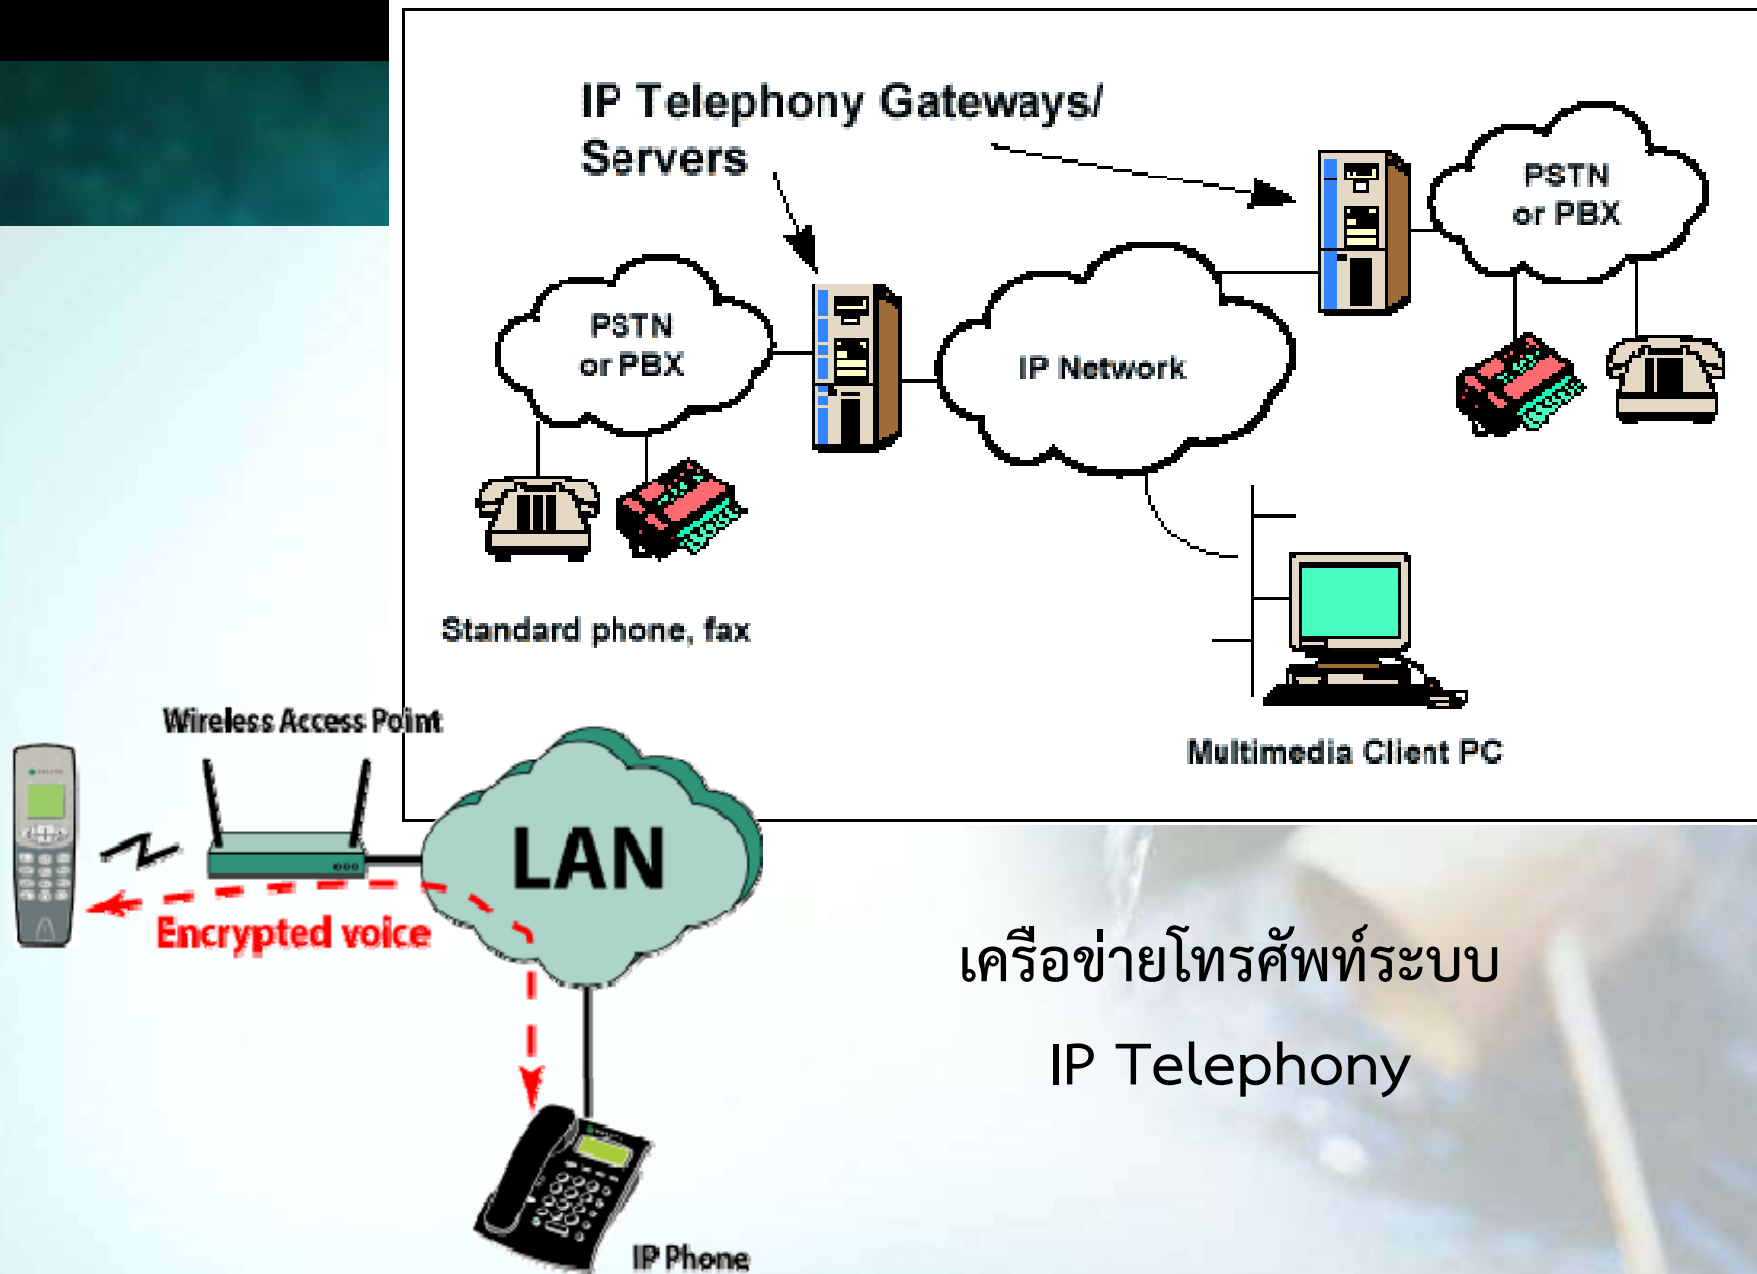 IP Telephony Gateways/
Servers
PSTN
or PBX
PSTN
or PBX
IP Network
Standard phone, fax
Multimedia Client PC
Wireless Access Point
LAN
Encrypted voice
IP Phone
เครือข่ายโทรศัพท์ระบบ
IP Telephony